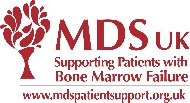 MDS UK
Supporting Patients with
Bone Marrow Failure
www.mdspatientsupport.org.uk